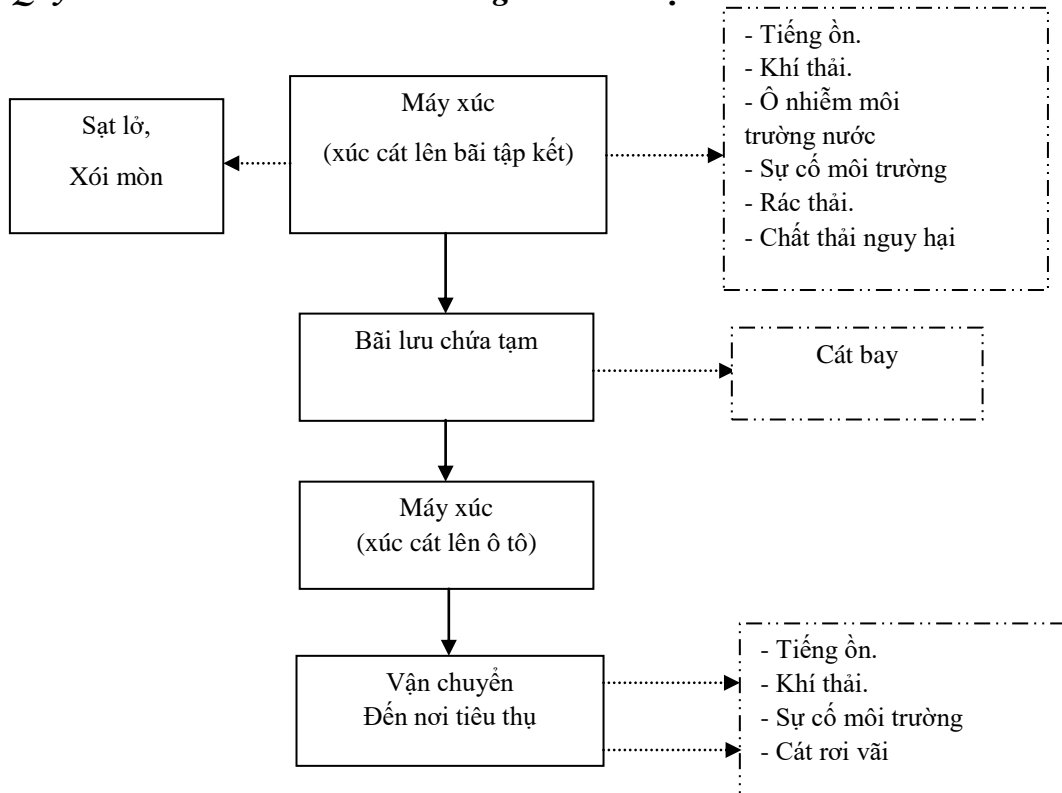 - Tiếng ồn.
- Khí thải.
- Ô nhiễm môi
trường nước
- Sự cố môi trường
- Rác thải.
- Chất thải nguy hại
Máy xúc
(xúc cát lên bãi tập kết)
Sạt lở,
Xói mòn
Bãi lưu chứa tạm
Cát bay
Máy xúc
(xúc cát lên ô tô)
Vận chuyển
Đến nơi tiêu thụ
- Tiếng ồn.
- Khí thải.
- Sự cố môi trường
- Cát rơi vãi